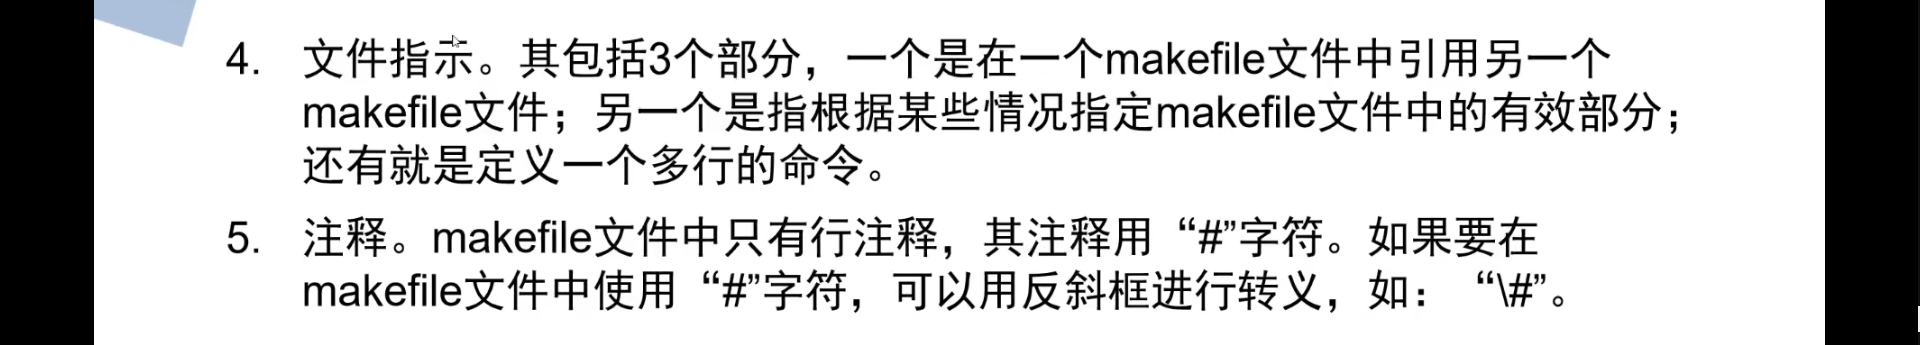 4. 文件指示。其包括3个部分，一个是在一个makefile文件中引用另一个
makefile文件；另一个是指根据某些情况指定makefile文件中的有效部分；
还有就是定义一个多行的命令。
5. 注释。makefile文件中只有行注释，其注释用“#”字符。如果要在
makefile文件中使用“#”字符，可以用反斜框进行转义，如：“\#”。